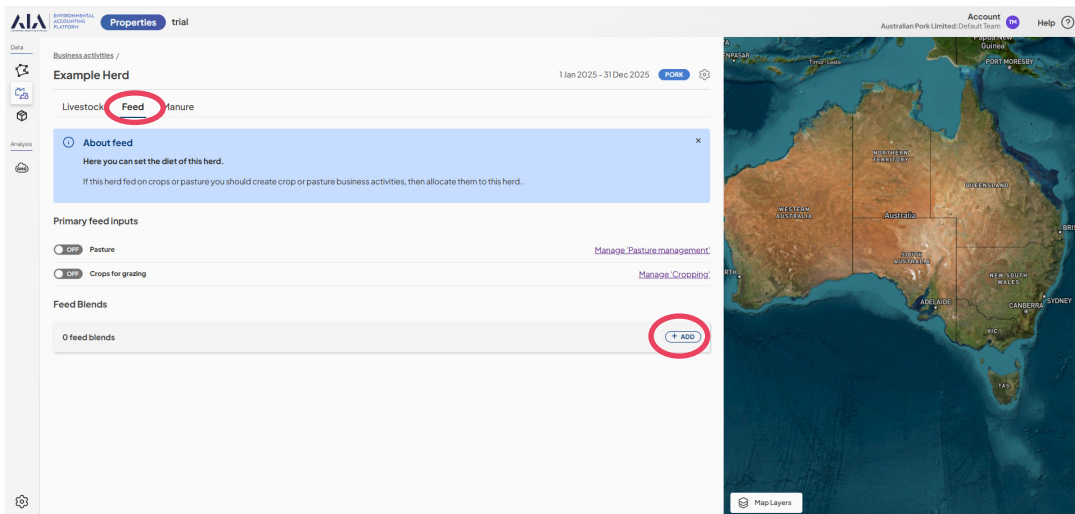 AIA
ENVIRONMENTAL
ACCOUNTING
PLATFORM
Properties trial
Account
Australian Pork Limited: Default Team TM Help ?
Data
Business activities /
Example Herd 1 Jan 2025 - 31 Dec 2025 PORK
Livestock Feed Manure
Analysis
GHG
About feed ×
Here you can set the diet of this herd.
If this herd fed on crops or pasture you should create crop or pasture business activities, then allocate them to this herd..
Primary feed inputs
OFF Pasture Manage 'Pasture management'
OFF Crops for grazing Manage 'Cropping'
Feed Blends
0 feed blends + ADD
ENPASAR
Timor-Leste
Papua New
Guinea
PORT MORESBY
NORTHERN
TERRITORY
QUEENSLAND
WESTERN
AUSTRALIA
Australia
BRIS
SOUTH
AUSTRALIA
RTH
NEW SOUTH
WALES
ADELAIDE
SYDNEY
CANBERRA
VIC
TAS
Map Layers